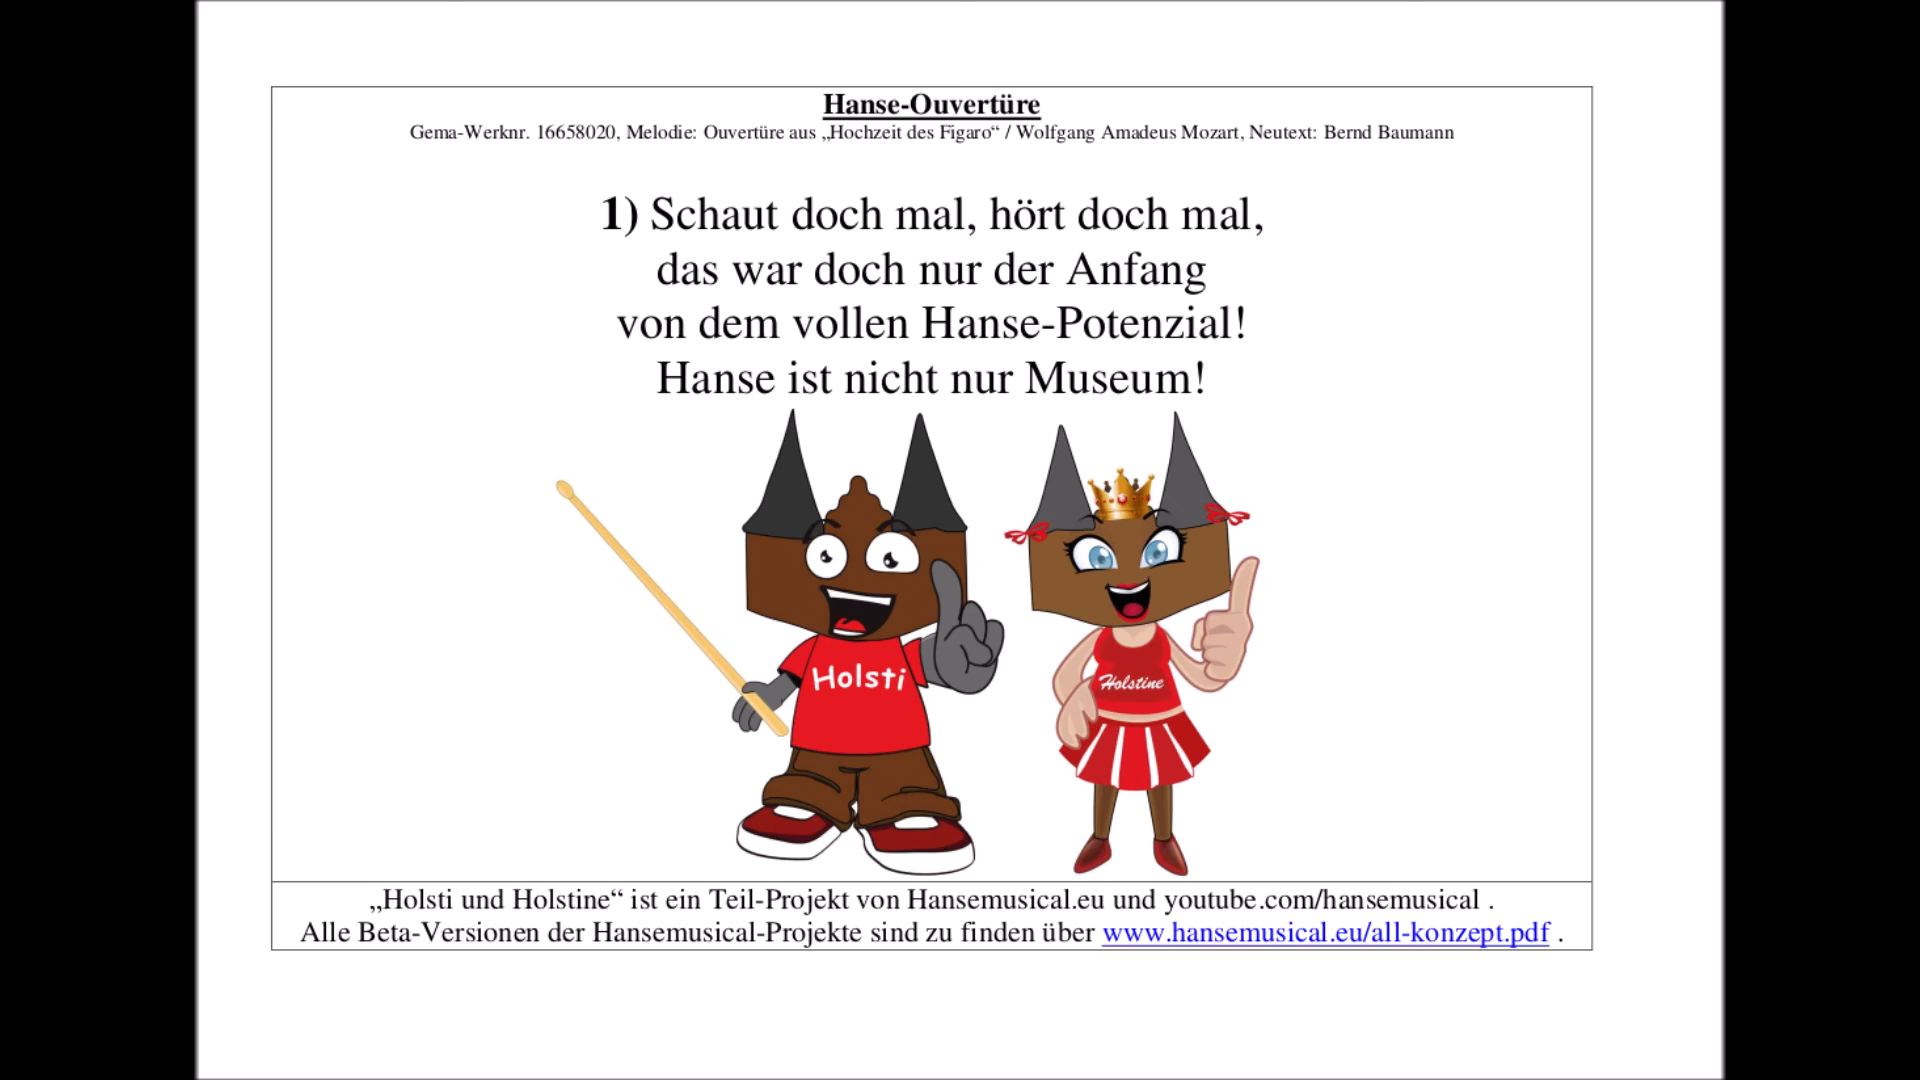 Hanse-Ouvertüre
Gema-Werknr. 16658020, Melodie: Ouvertüre aus „Hochzeit des Figaro“ / Wolfgang Amadeus Mozart, Neutext: Bernd Baumann
1) Schaut doch mal, hört doch mal,
das war doch nur der Anfang
von dem vollen Hanse-Potenzial!
Hanse ist nicht nur Museum!
Holsti
Holstine
„Holsti und Holstine“ ist ein Teil-Projekt von Hansemusical.eu und youtube.com/hansemusical .
Alle Beta-Versionen der Hansemusical-Projekte sind zu finden über www.hansemusical.eu/all-konzept.pdf .